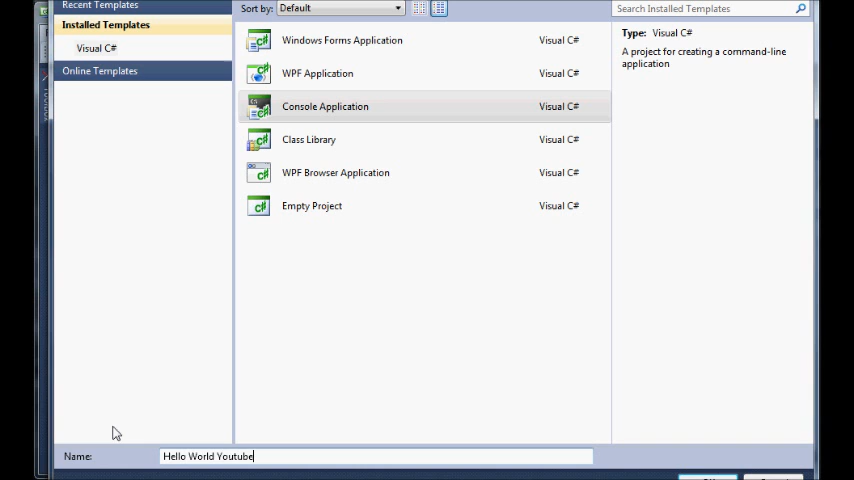 Recent Templates
Sort by: Default
Search Installed Templates
Installed Templates
Visual C#
Online Templates
Windows Forms Application Visual C#
WPF Application Visual C#
Console Application Visual C#
Class Library Visual C#
WPF Browser Application Visual C#
Empty Project Visual C#
Type: Visual C#
A project for creating a command-line
application
Name: Hello World Youtube